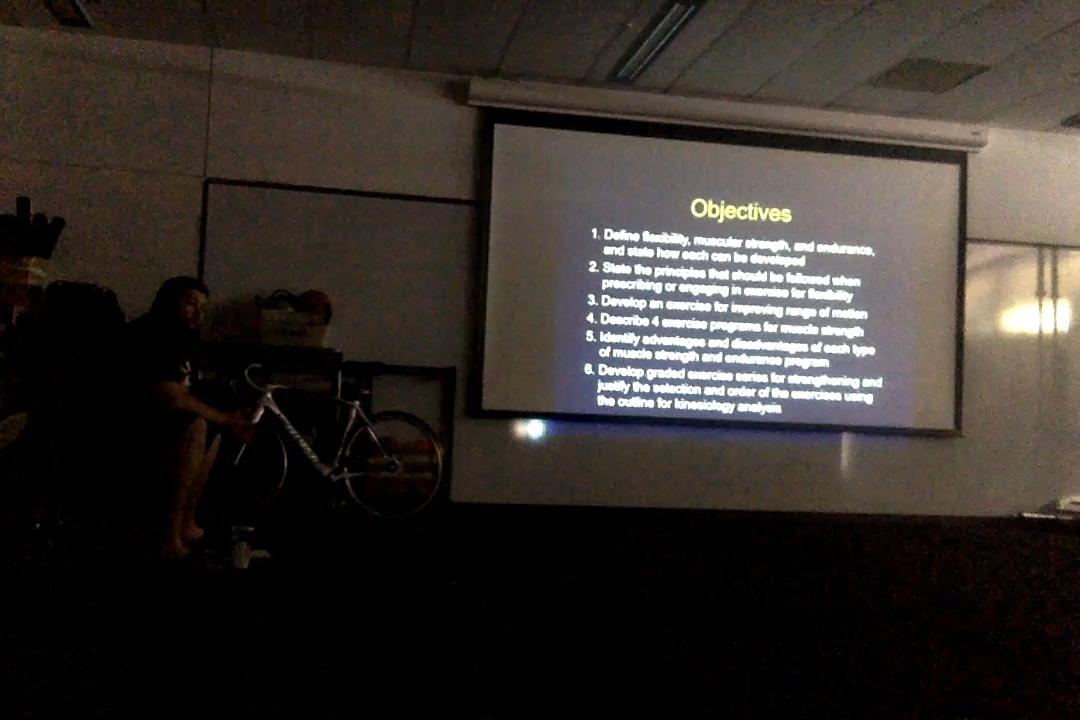 Objectives
1. Define flexibility, muscular strength, and endurance,
and state how each can be developed
2. State the principles that should be followed when
prescribing or engaging in exercise for flexibility
3. Develop an exercise for improving range of motion
4. Describe 4 exercise programs for muscle strength
5. Identify advantages and disadvantages of each type
of muscle strength and endurance program
6. Develop graded exercise series for strengthening and
justify the selection and order of the exercises using
the outline for kinesiology analysis